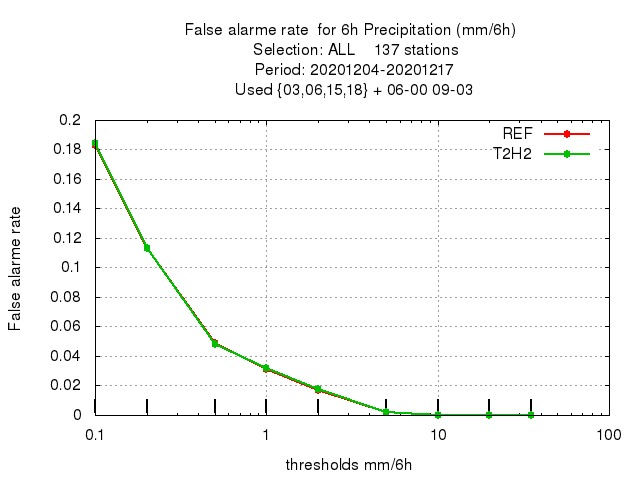 False alarme rate  for 6h Precipitation (mm/6h)
Selection: ALL    137 stations
Period: 20201204-20201217
Used {03,06,15,18} + 06-00 09-03
REF
T2H2
0.2
0.18
0.16
0.14
0.12
0.1
0.08
0.06
0.04
0.02
0
False alarme rate
0.1
1
10
100
thresholds mm/6h